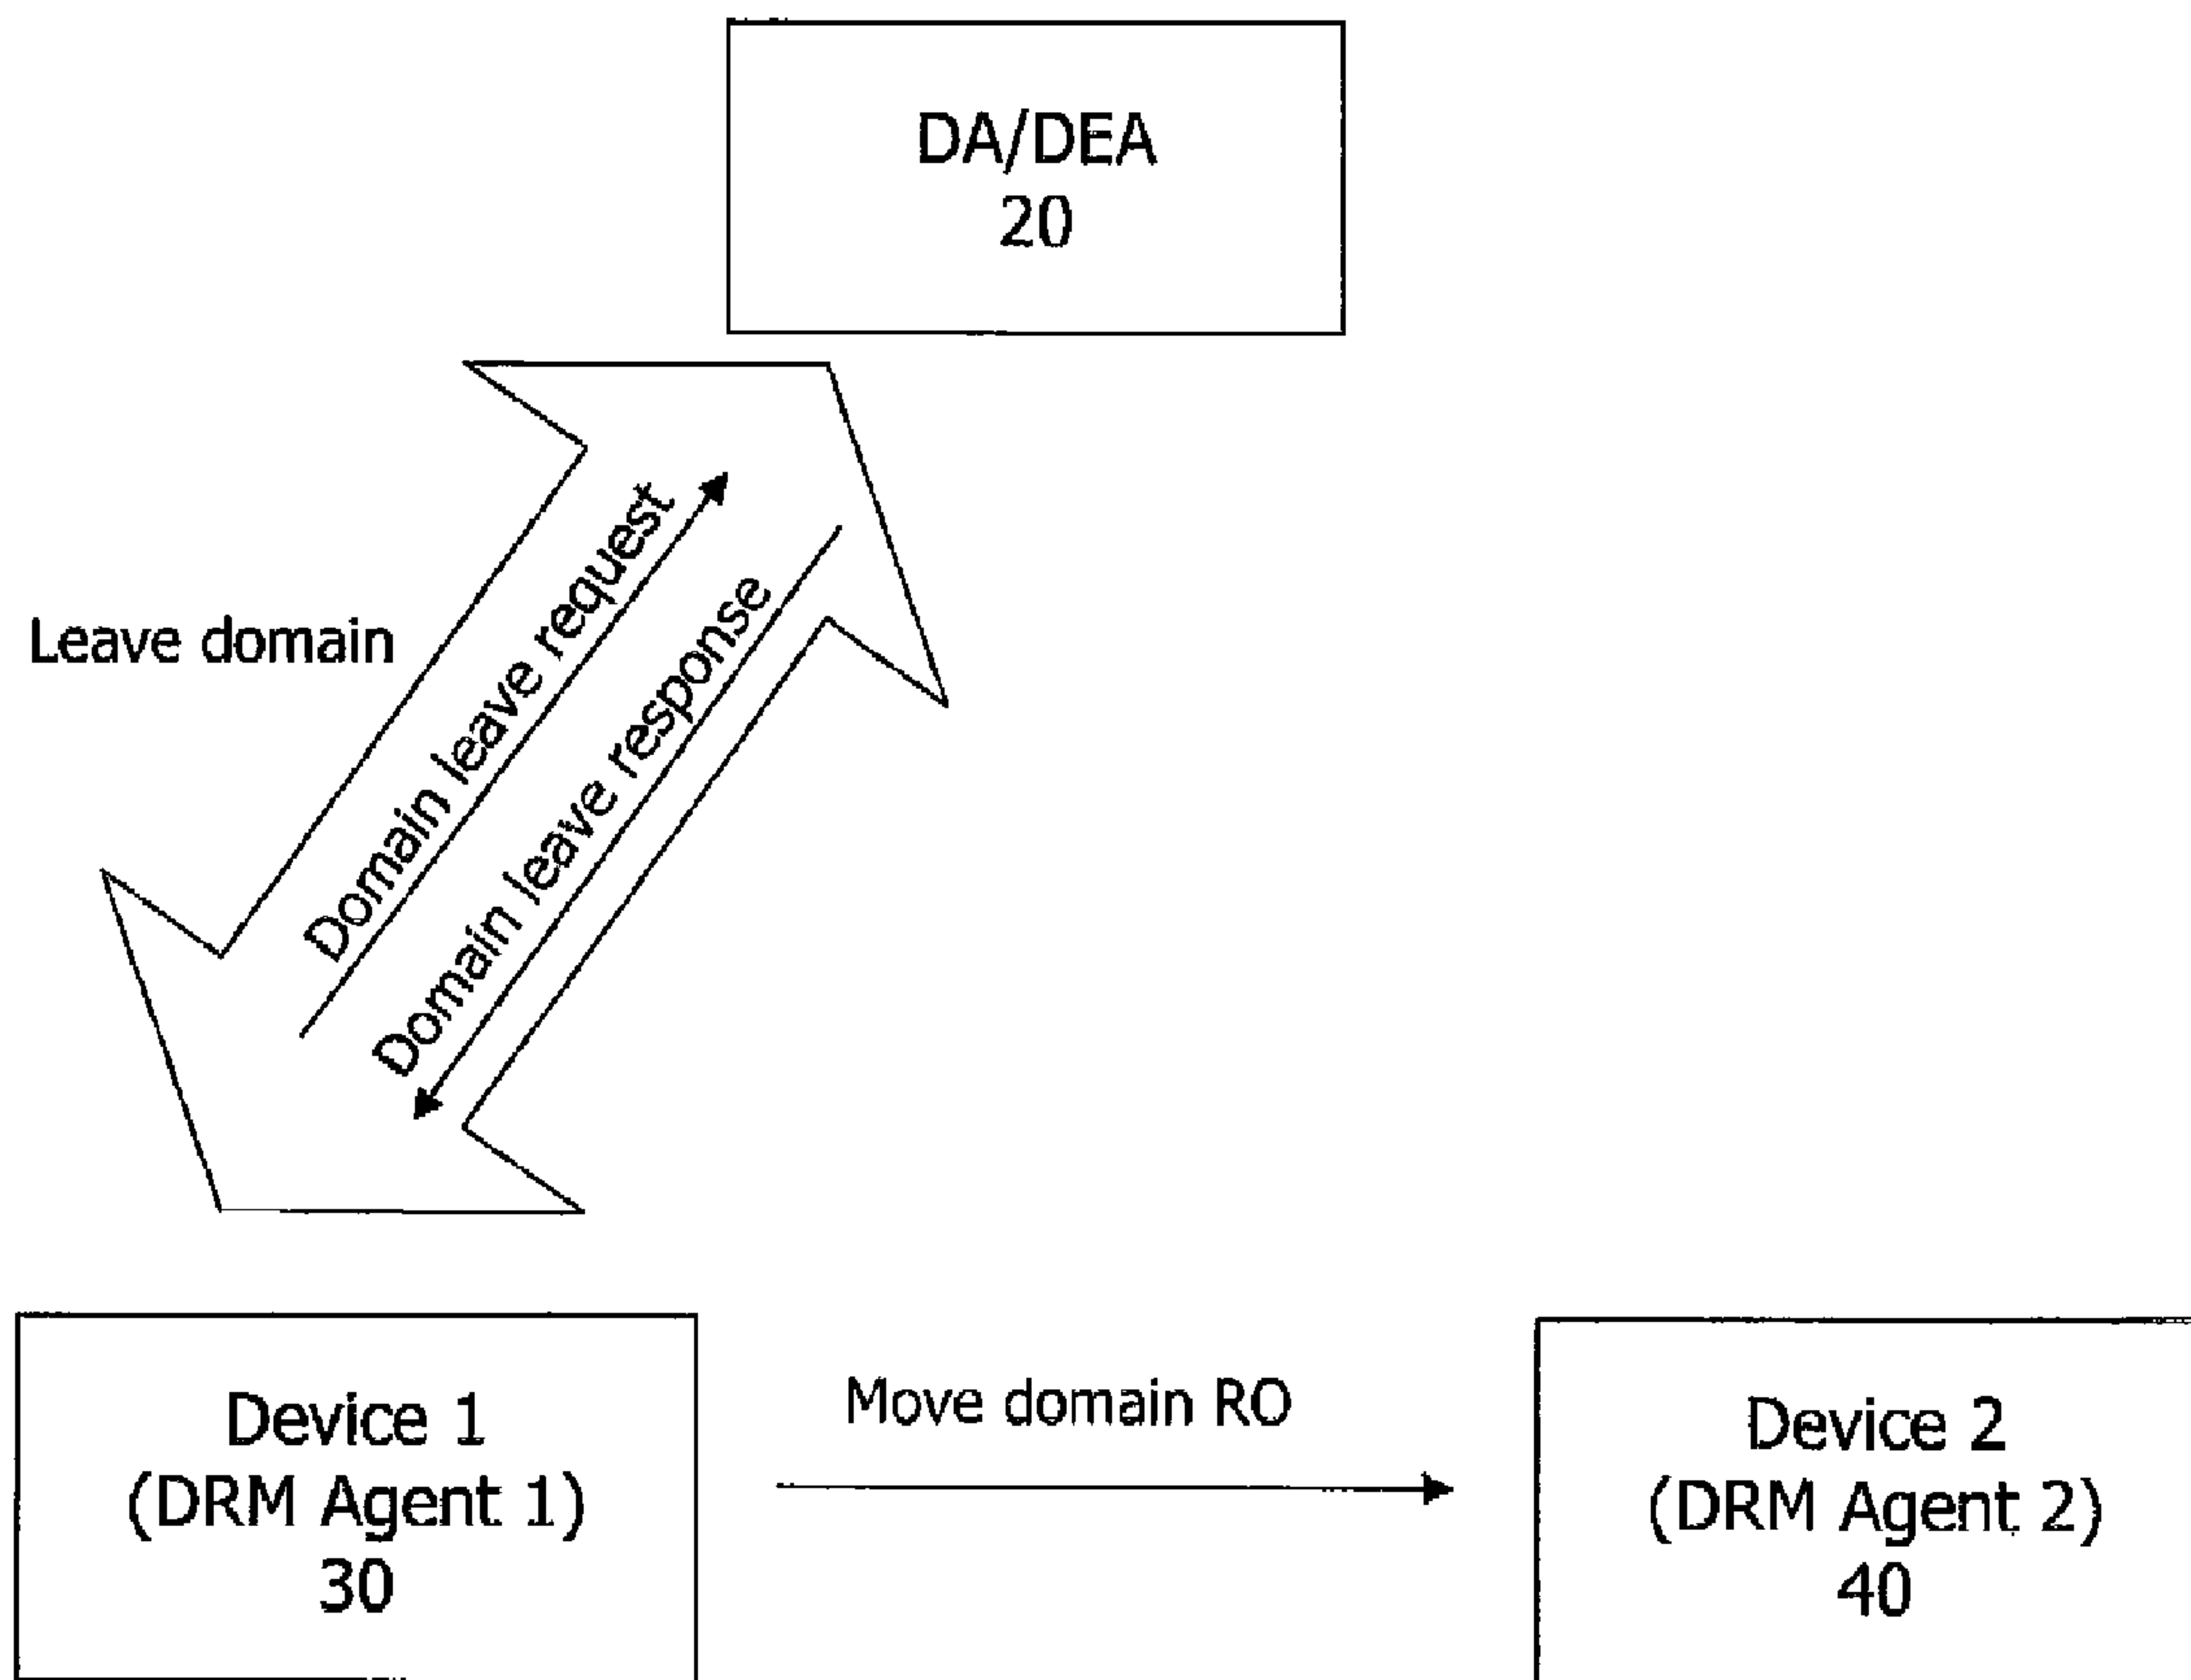 DA/DEA
20
Leave domain
Domain leave request
Domain leave response
Device 1
(DRM Agent 1)
30
Move domain RO
Device 2
(DRM Agent 2)
40